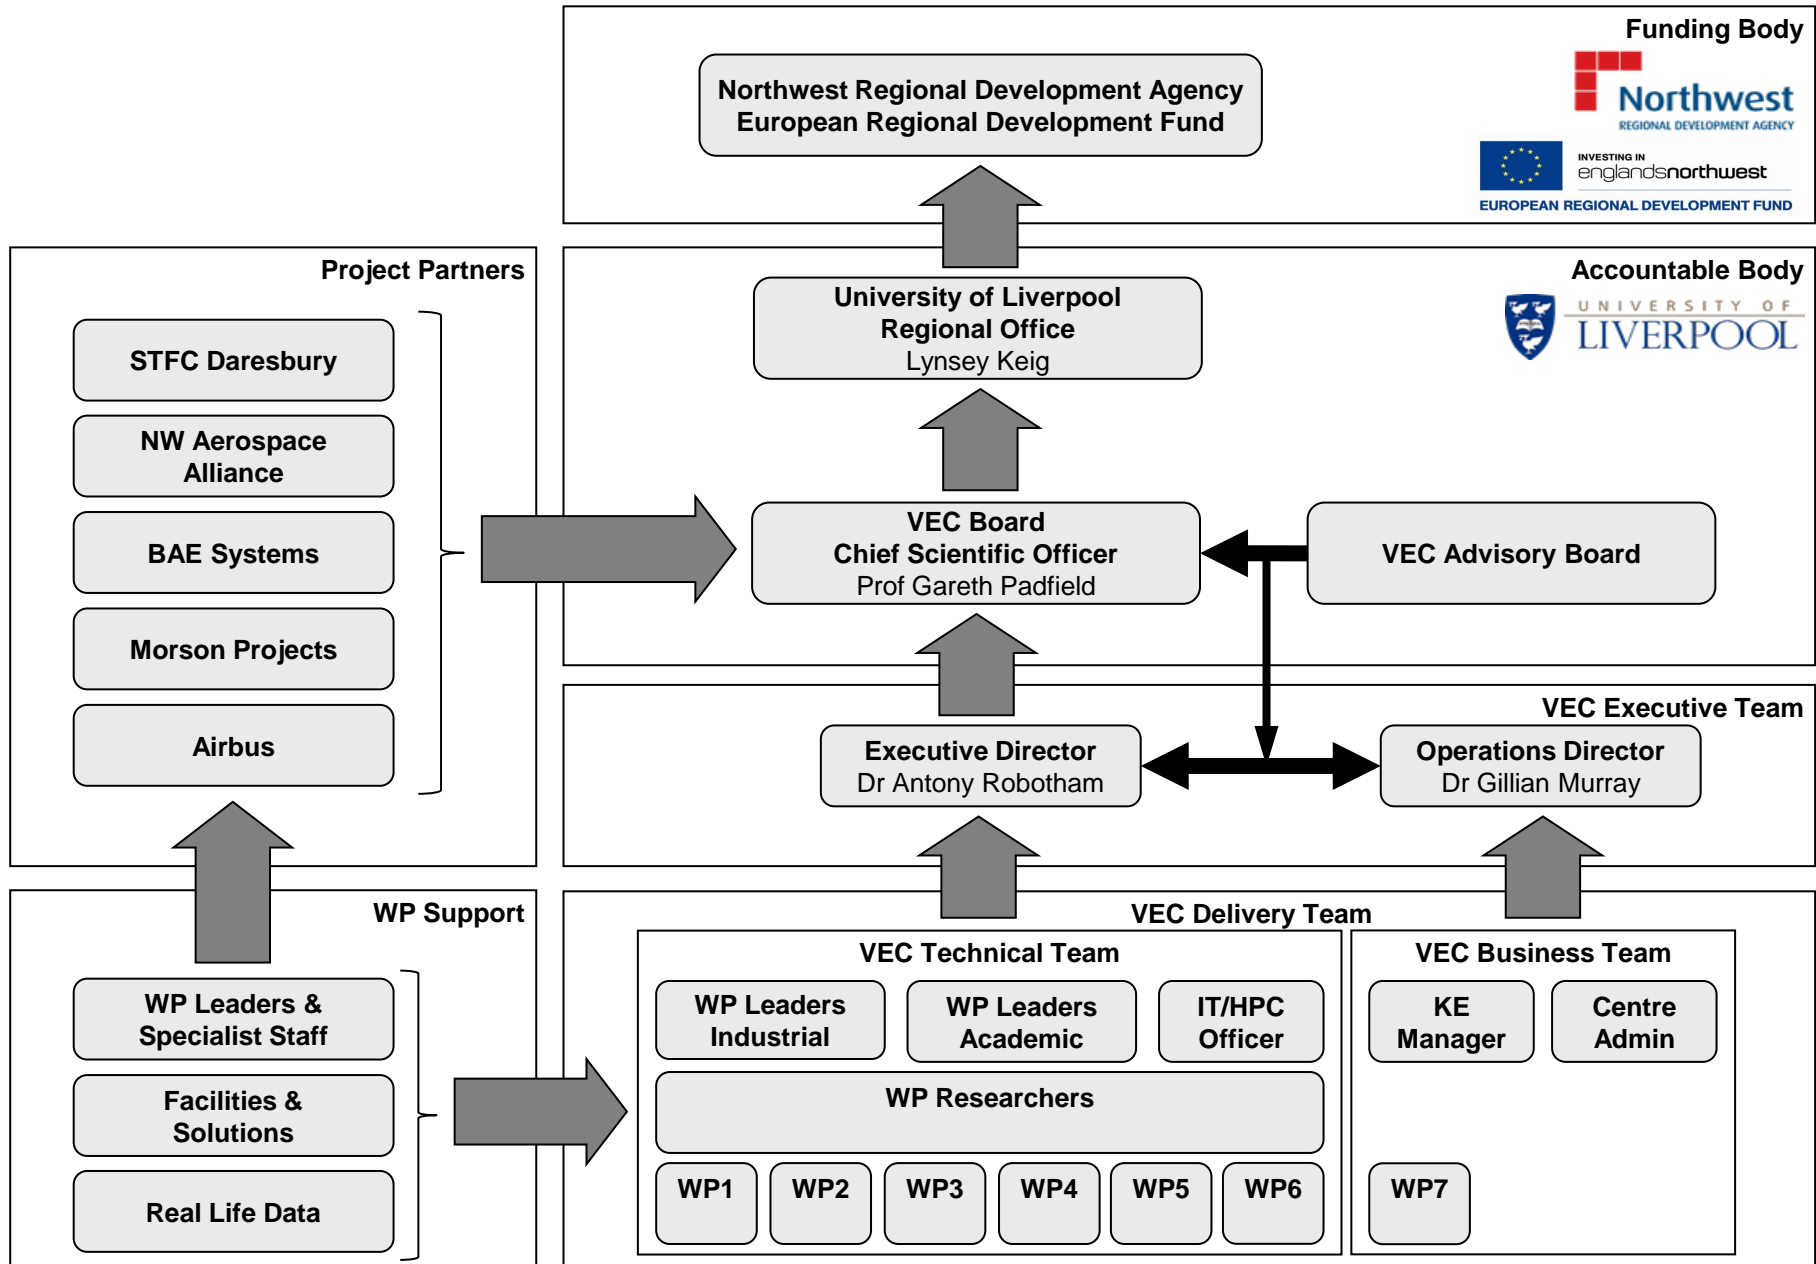 Funding Body
Northwest Regional Development Agency
European Regional Development Fund
Northwest
REGIONAL DEVELOPMENT AGENCY
INVESTING IN
englandsnorthwest
EUROPEAN REGIONAL DEVELOPMENT FUND
Project Partners
STFC Daresbury
NW Aerospace
Alliance
BAE Systems
Morson Projects
Airbus
Accountable Body
UNIVERSITY OF
LIVERPOOL
University of Liverpool
Regional Office
Lynsey Keig
VEC Board
Chief Scientific Officer
Prof Gareth Padfield
VEC Advisory Board
VEC Executive Team
Executive Director
Dr Antony Robotham
Operations Director
Dr Gillian Murray
WP Support
WP Leaders &
Specialist Staff
Facilities &
Solutions
Real Life Data
VEC Delivery Team
VEC Technical Team
WP Leaders
Industrial
WP Leaders
Academic
IT/HPC
Officer
WP Researchers
WP1
WP2
WP3
WP4
WP5
WP6
VEC Business Team
KE
Manager
Centre
Admin
WP7